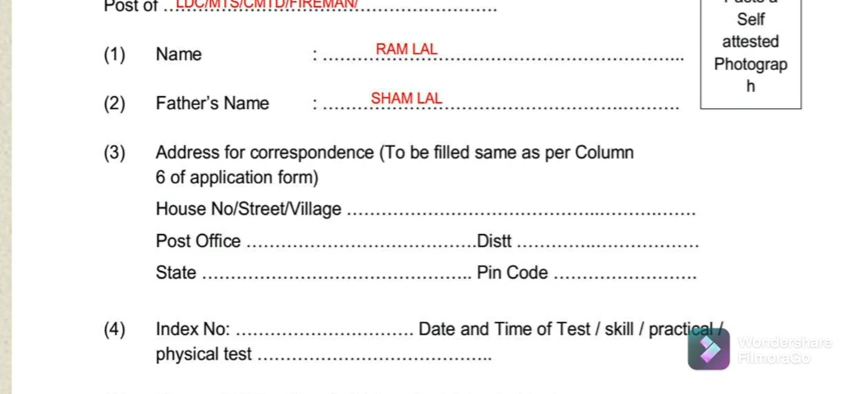 Post of ...LDC/MTS/CMTD/FIREMAN/..............................
Paste a
Self
attested
Photograp
h
(1) Name : ............RAM LAL............................................
(2) Father's Name : ............SHAM LAL............................................
(3) Address for correspondence (To be filled same as per Column
6 of application form)
House No/Street/Village ............................................................
Post Office ........................................Distt ................................
State .............................................. Pin Code .........................
(4) Index No: ............................... Date and Time of Test / skill / practical /
physical test .........................................
Wondershare
FilmoraGo